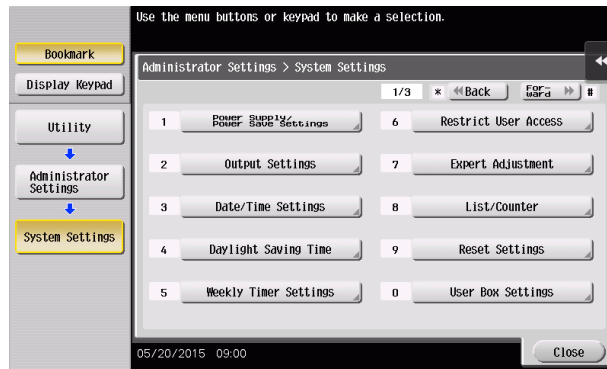 Use the menu buttons or keypad to make a selection.
Bookmark
Display Keypad
Utility
Administrator
Settings
System Settings
Administrator Settings > System Settings
1/3 * Back For-
ward #
1 Power Supply/
Power Save Settings
2 Output Settings
3 Date/Time Settings
4 Daylight Saving Time
5 Weekly Timer Settings
6 Restrict User Access
7 Expert Adjustment
8 List/Counter
9 Reset Settings
0 User Box Settings
05/20/2015 09:00
Close